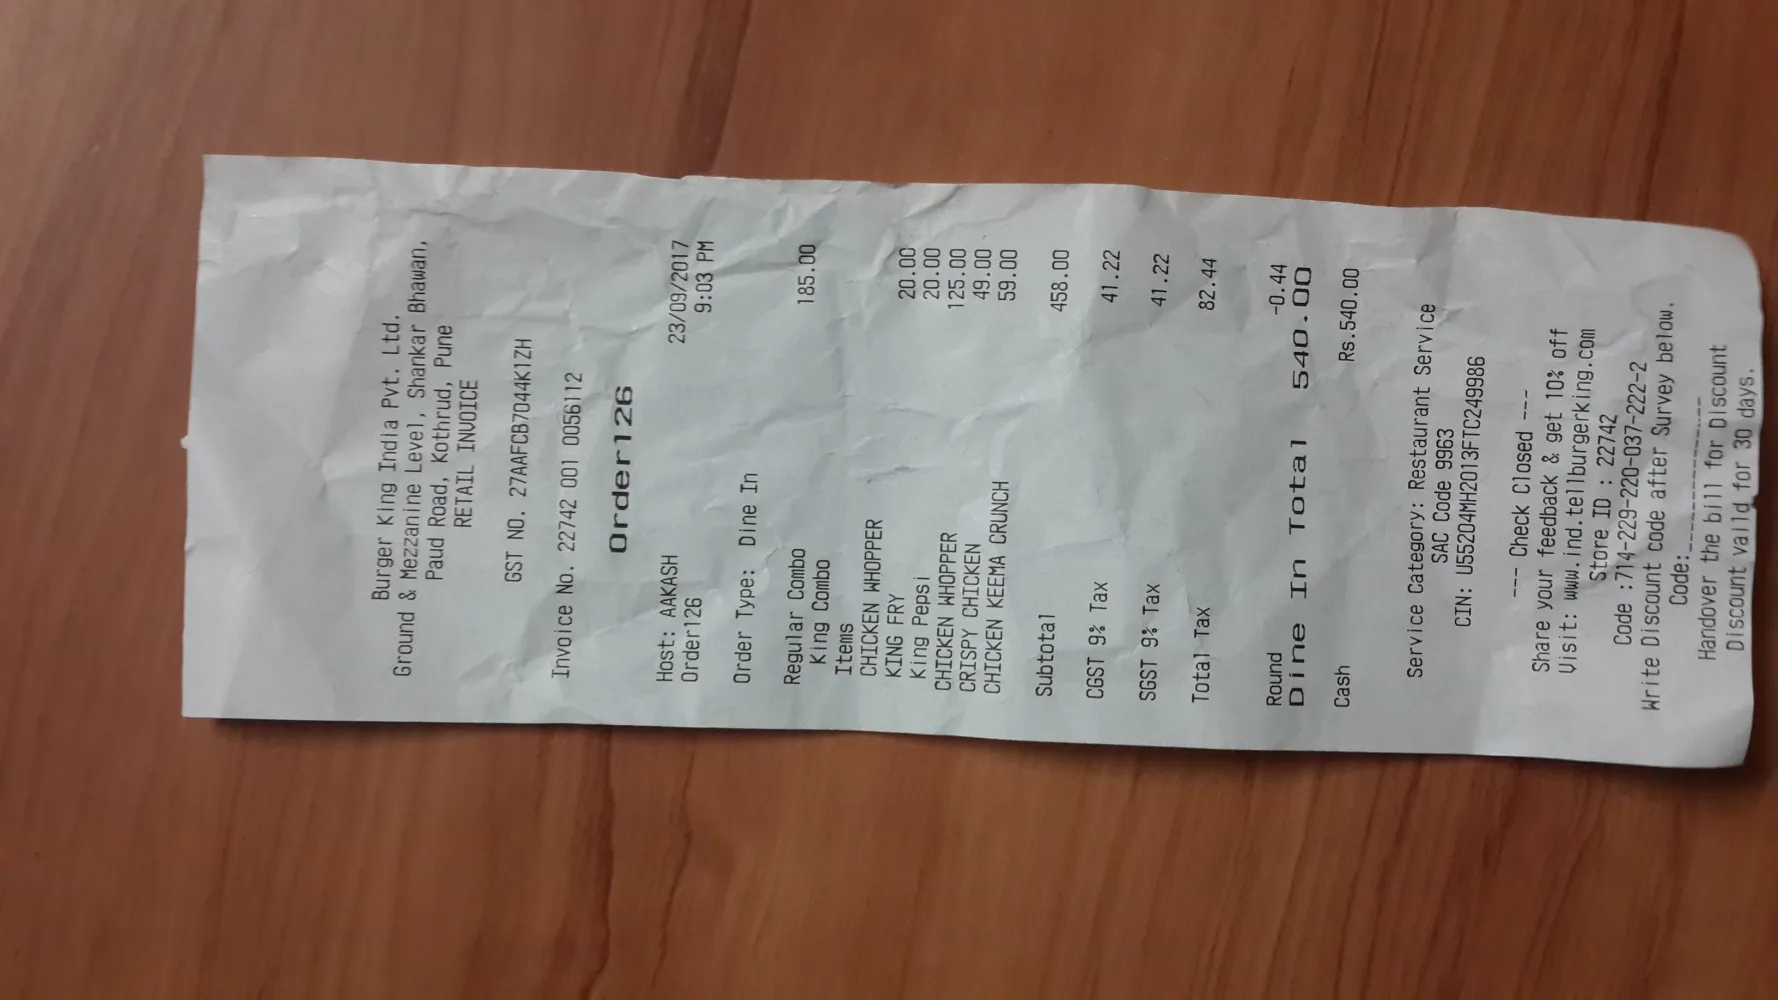 Burger King India Pvt. Ltd.
Ground & Mezzanine Level, Shankar Bhawan,
Paud Road, Kothrud, Pune
RETAIL INVOICE
GST NO. 27AAFCB7044K1ZH
Invoice No. 22742 001 0056112
Order126
Host: AAKASH 23/09/2017
Order126 9:03 PM
Order Type: Dine In
Regular Combo 185.00
King Combo
Items
CHICKEN WHOPPER
KING FRY 20.00
King Pepsi 20.00
CHICKEN WHOPPER 125.00
CRISPY CHICKEN 49.00
CHICKEN KEEMA CRUNCH 59.00
Subtotal 458.00
CGST 9% Tax 41.22
SGST 9% Tax 41.22
Total Tax 82.44
Round -0.44
Dine In Total 540.00
Cash Rs.540.00
Service Category: Restaurant Service
SAC Code 9963
CIN: U55204MH2013FTC249986
--- Check Closed ---
Share your feedback & get 10% off
Visit: www.ind.tellburgerking.com
Store ID : 22742
Code :714-229-220-037-222-2
Write Discount code after Survey below.
Code:_______________
Handover the bill for Discount
Discount valid for 30 days.